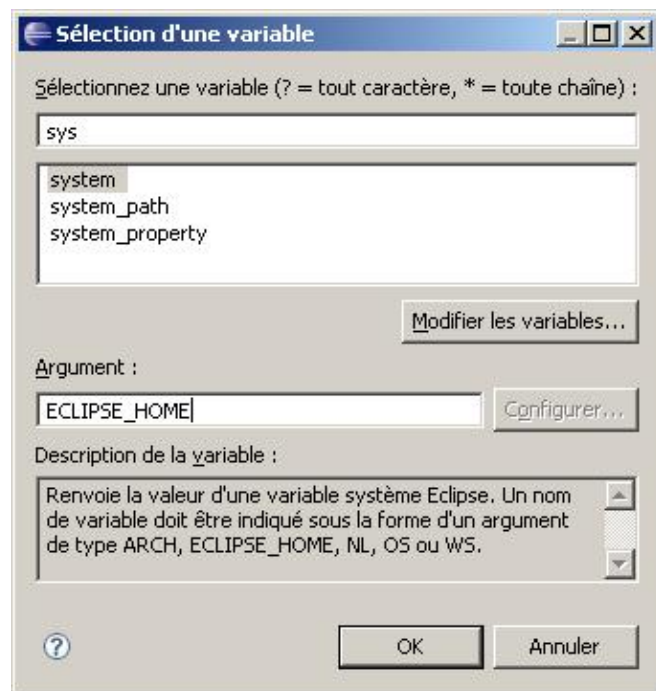 Sélection d'une variable
Sélectionnez une variable (? = tout caractère, * = toute chaîne) :
sys
system
system_path
system_property
Modifier les variables...
Argument :
ECLIPSE_HOME
Configurer...
Description de la variable :
Renvoie la valeur d'une variable système Eclipse. Un nom
de variable doit être indiqué sous la forme d'un argument
de type ARCH, ECLIPSE_HOME, NL, OS ou WS.
?
OK
Annuler